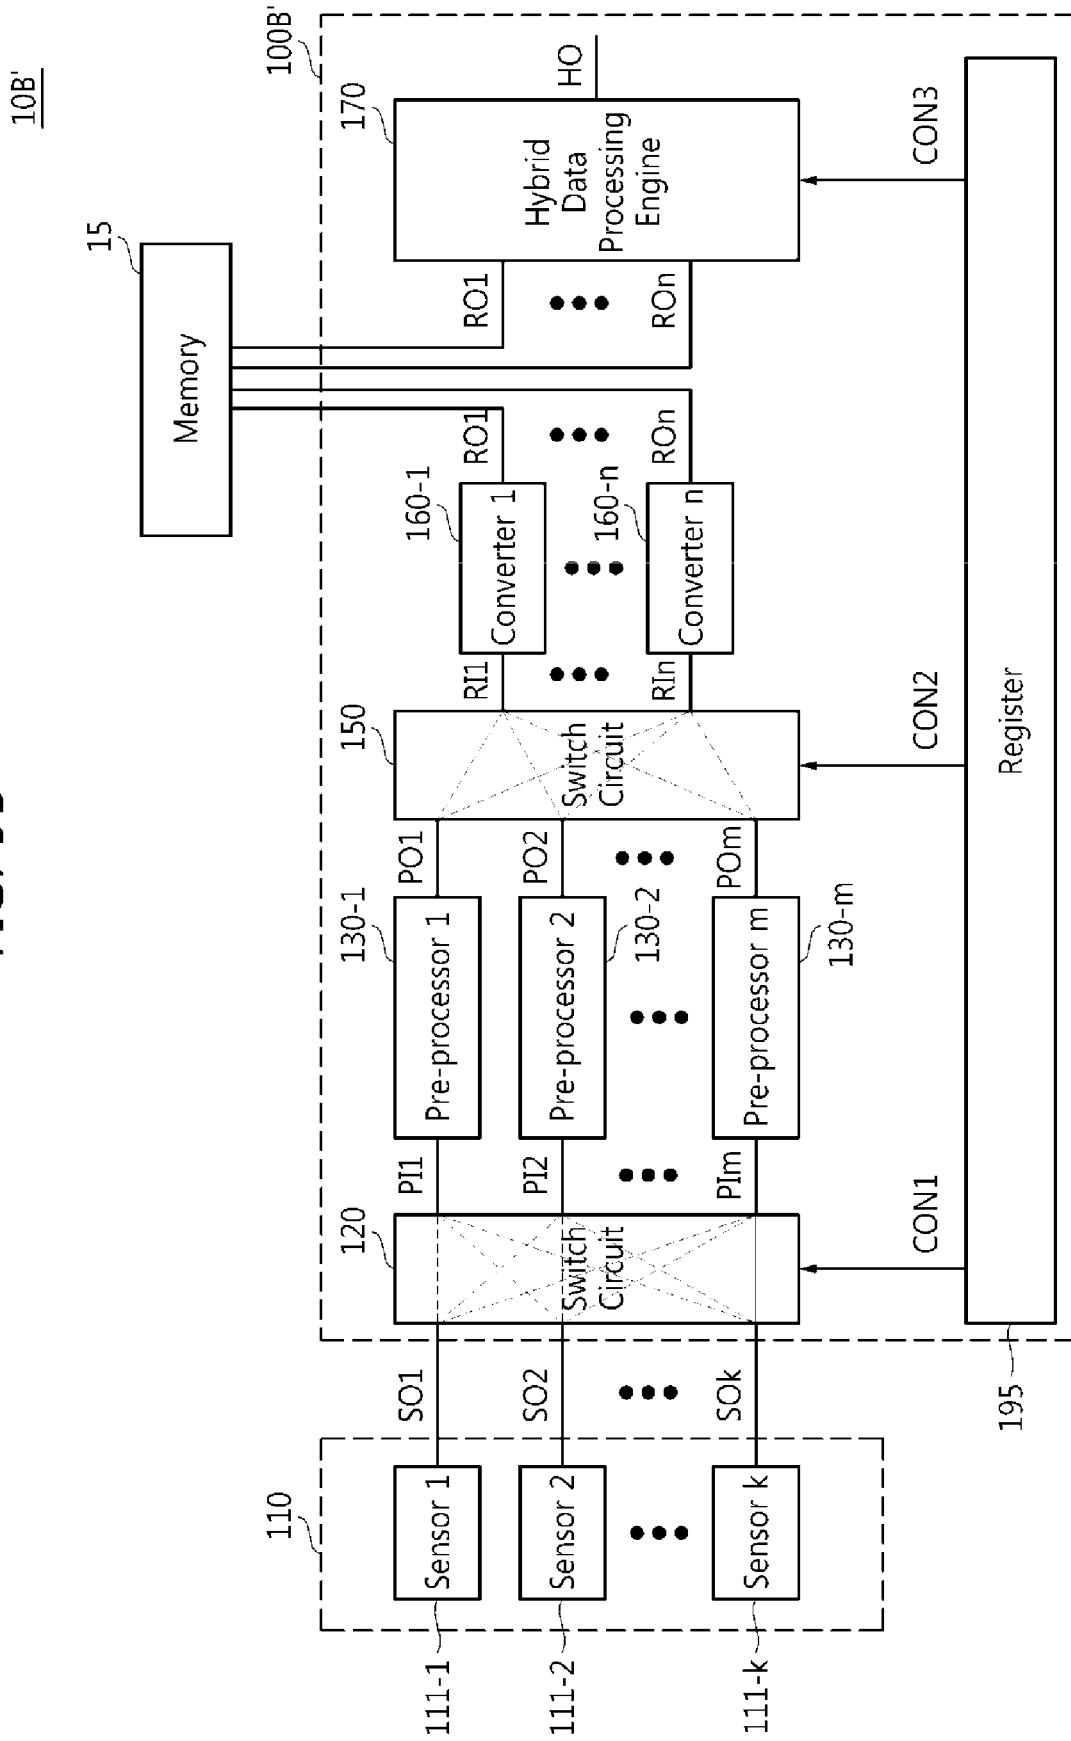 10B'
100B'
15
Memory
110
Sensor 1
Sensor 2
Sensor k
111-1
111-2
111-k
SO1
SO2
SOk
120
Switch
Circuit
PI1
PI2
PIm
130-1
Pre-processor 1
Pre-processor 2
130-2
Pre-processor m
130-m
PO1
PO2
POm
150
Switch
Circuit
RI1
RIn
160-1
Converter 1
160-n
Converter n
RO1
ROn
RO1
ROn
170
Hybrid
Data
Processing
Engine
HO
CON1
CON2
CON3
Register
195